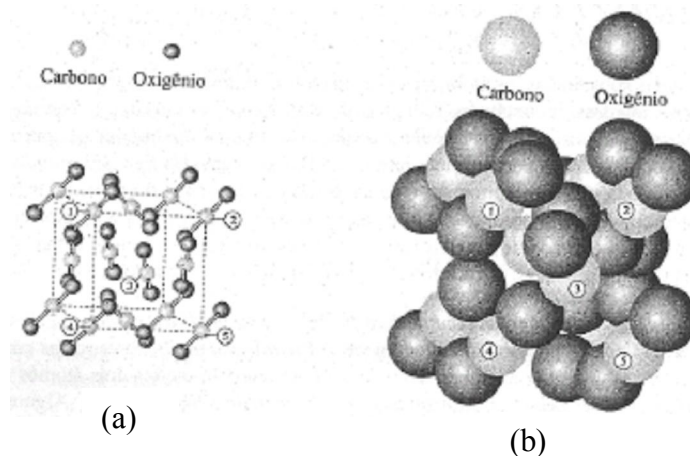 Carbono Oxigênio
Carbono Oxigênio
① ②
③
④ ⑤
① ②
③
④ ⑤
(a)
(b)